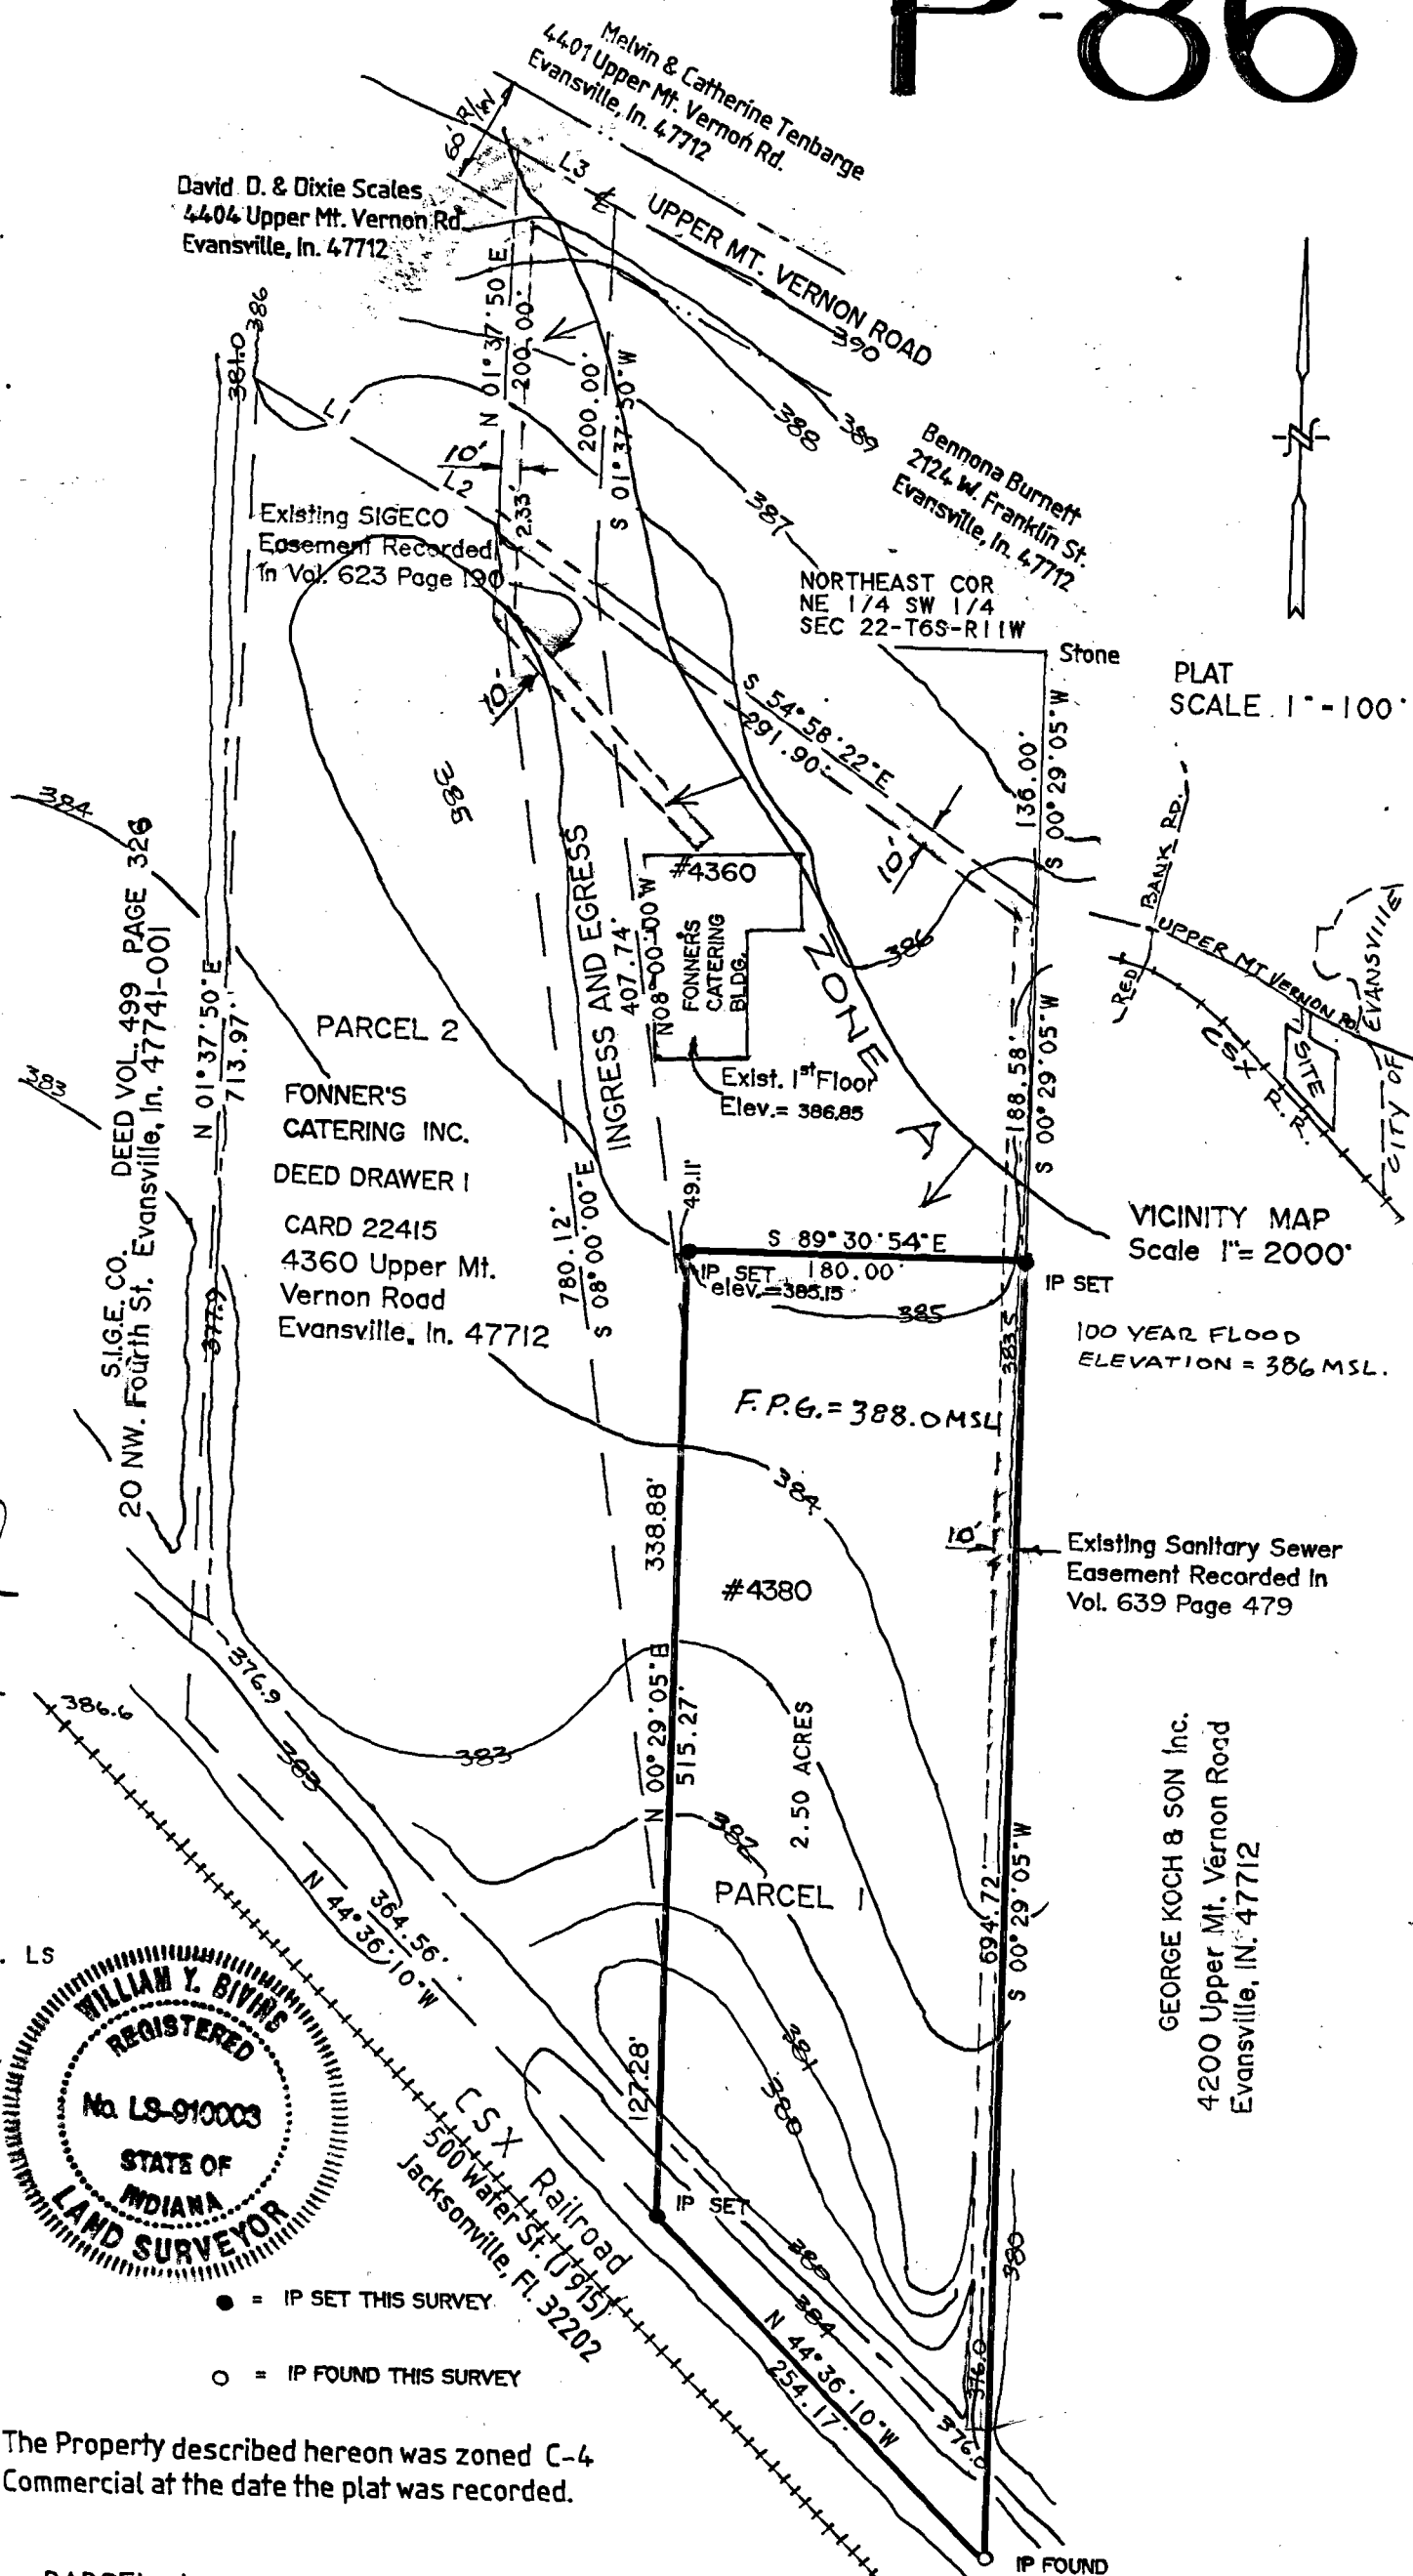 P-86
Melvin & Catherine Tenbarge
4401 Upper Mt. Vernon Rd.
Evansville, In. 47712
60' R/W
David D. & Dixie Scales
4404 Upper Mt. Vernon Rd.
Evansville, In. 47712
L3
UPPER MT. VERNON ROAD
390
389
388
387
386
381.0
N 01°37'50"E
200.00'
200.00'
S 01°37'50"W
10'
L2
L
233'
Existing SIGECO
Easement Recorded
In Vol. 623 Page 190
10'
Bennona Burnett
2124 W. Franklin St.
Evansville, In. 47712
NORTHEAST COR
NE 1/4 SW 1/4
SEC 22-T6S-R11W
Stone
PLAT
SCALE 1"-100'
S 54°58'22"E
291.90'
136.00'
S 00°29'05"W
10'
385
384
383
386
#4360
FONNERS
CATERING
BLDG.
N08°00'00W
407.74'
INGRESS AND EGRESS
ZONE A
Exist. 1st Floor
Elev.= 386.85
188.58'
S 00°29'05"W
RED BANK RD.
UPPER MT VERNON RD
CSX R.R.
SITE
CITY OF EVANSVILLE
VICINITY MAP
Scale 1"= 2000'
DEED VOL. 499 PAGE 326
S.I.G.E. CO.
20 NW. Fourth St. Evansville, In. 47741-001
N 01°37'50"E
713.97'
377.9
PARCEL 2
FONNER'S
CATERING INC.
DEED DRAWER I
CARD 22415
4360 Upper Mt.
Vernon Road
Evansville, In. 47712
780.12'
S 08°00'00"E
49.11'
S 89°30'54"E
180.00'
IP SET
elev.=385.15
385
IP SET
383.5
100 YEAR FLOOD
ELEVATION = 386 MSL.
F.P.G.= 388.0 MSL
384
338.88'
#4380
10'
Existing Sanitary Sewer
Easement Recorded In
Vol. 639 Page 479
N 00°29'05"E
515.27'
2.50 ACRES
376.9
386.6
383
383
382
PARCEL 1
694.72'
S 00°29'05"W
GEORGE KOCH & SON Inc.
4200 Upper Mt. Vernon Road
Evansville, IN. 47712
364.56'
N 44°36'10"W
. LS
WILLIAM Y. BIVINS
REGISTERED
No. LS-910003
STATE OF
INDIANA
LAND SURVEYOR
127.28'
381
380
CSX Railroad
500 Water St. (J915)
Jacksonville, Fl. 32202
IP SET
380
384
380
N 44°36'10"W
254.17'
376.0
376.0
IP FOUND
● = IP SET THIS SURVEY
○ = IP FOUND THIS SURVEY
The Property described hereon was zoned C-4
Commercial at the date the plat was recorded.